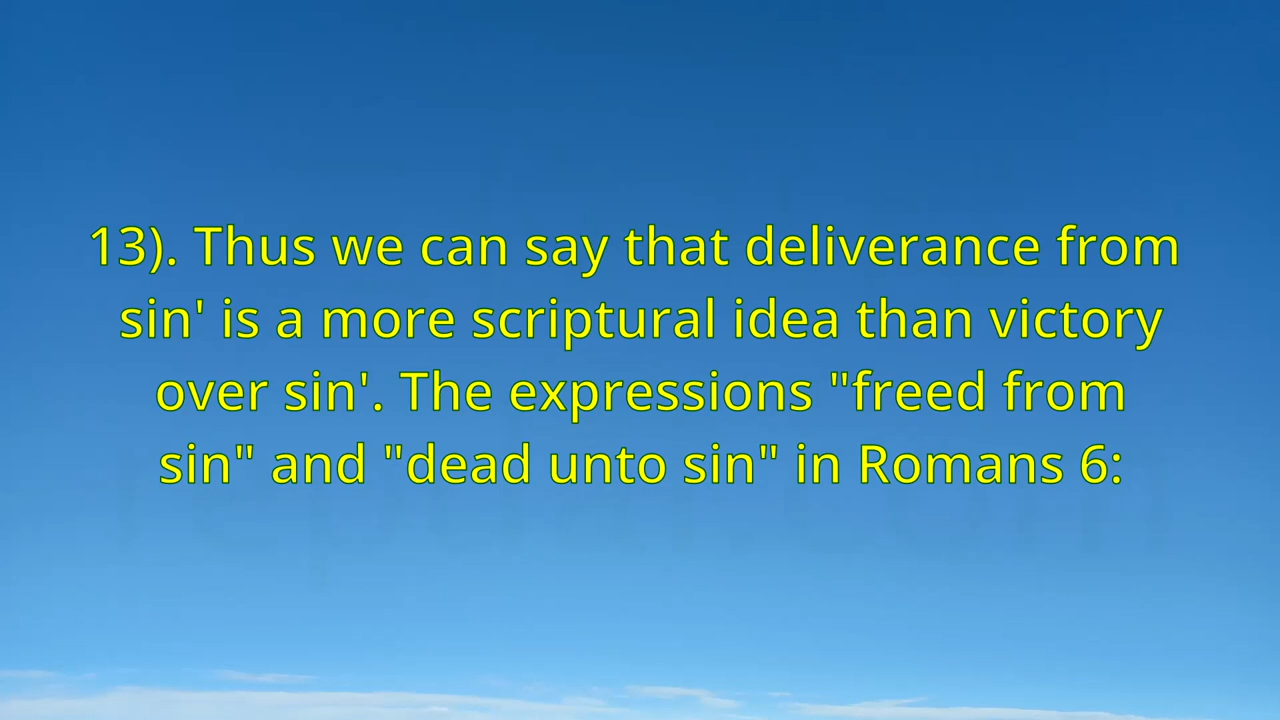 13). Thus we can say that deliverance from
sin' is a more scriptural idea than victory
over sin'. The expressions "freed from
sin" and "dead unto sin" in Romans 6: